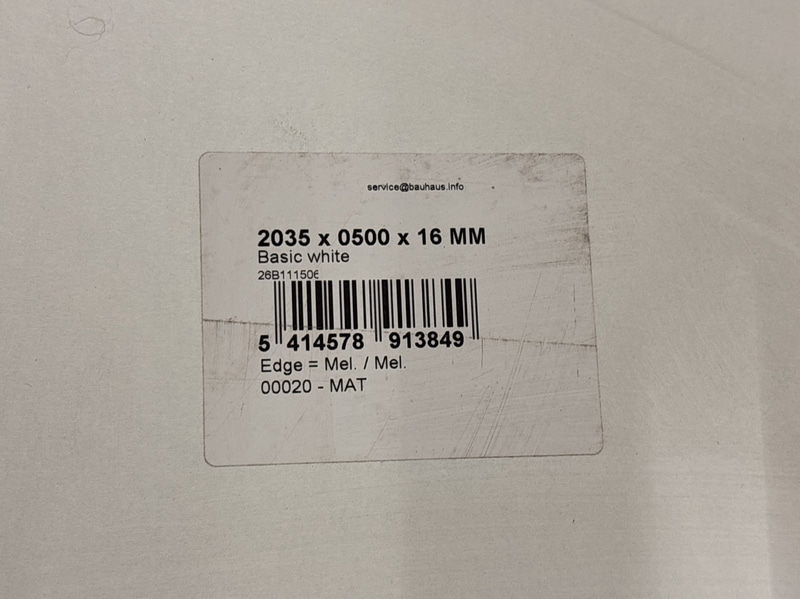 service@bauhaus.info
2035 x 0500 x 16 MM
Basic white
26B111506
5 414578 913849
Edge = Mel. / Mel.
00020 - MAT